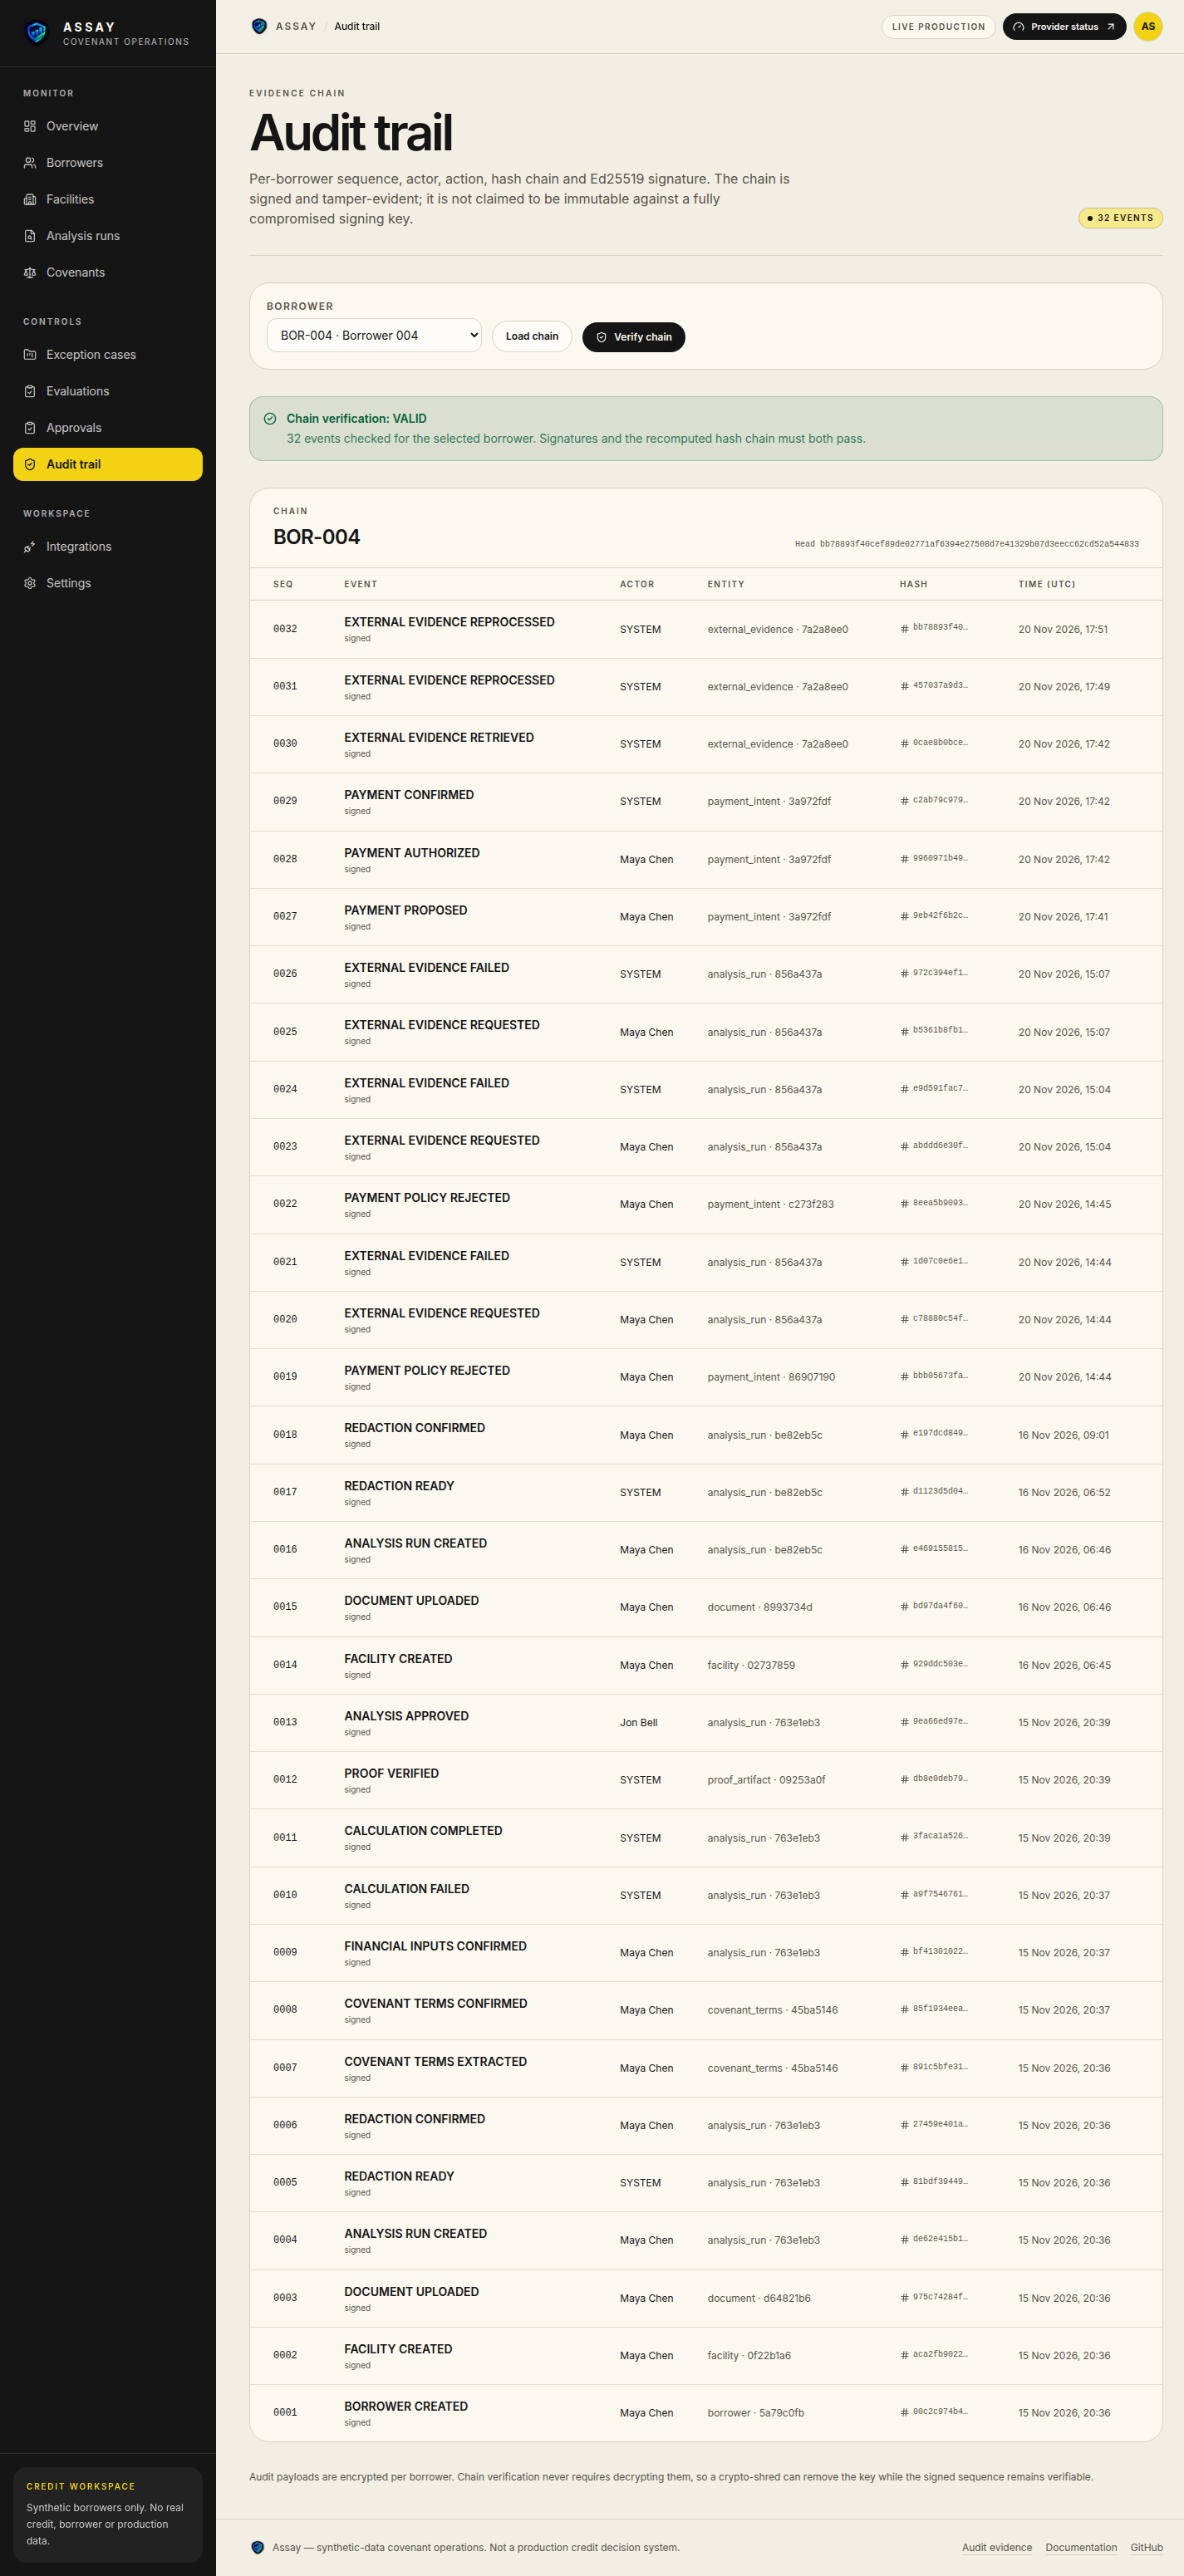 ASSAY
COVENANT OPERATIONS
MONITOR
Overview
Borrowers
Facilities
Analysis runs
Covenants
CONTROLS
Exception cases
Evaluations
Approvals
Audit trail
WORKSPACE
Integrations
Settings
CREDIT WORKSPACE
Synthetic borrowers only. No real
credit, borrower or production
data.
ASSAY / Audit trail
LIVE PRODUCTION
Provider status
AS
EVIDENCE CHAIN
Audit trail
Per-borrower sequence, actor, action, hash chain and Ed25519 signature. The chain is
signed and tamper-evident; it is not claimed to be immutable against a fully
compromised signing key.
32 EVENTS
BORROWER
BOR-004 · Borrower 004
Load chain
Verify chain
Chain verification: VALID
32 events checked for the selected borrower. Signatures and the recomputed hash chain must both pass.
CHAIN
BOR-004
Head bb78893f40cef89de02771af6394e27508d7e41329b07d3eecc62cd52a544833
SEQ EVENT ACTOR ENTITY HASH TIME (UTC)
0032 EXTERNAL EVIDENCE REPROCESSED SYSTEM external_evidence · 7a2a8ee0 # bb78893f40… 20 Nov 2026, 17:51
signed
0031 EXTERNAL EVIDENCE REPROCESSED SYSTEM external_evidence · 7a2a8ee0 # 457037a9d3… 20 Nov 2026, 17:49
signed
0030 EXTERNAL EVIDENCE RETRIEVED SYSTEM external_evidence · 7a2a8ee0 # 0cae8b0bce… 20 Nov 2026, 17:42
signed
0029 PAYMENT CONFIRMED SYSTEM payment_intent · 3a972fdf # c2ab79c979… 20 Nov 2026, 17:42
signed
0028 PAYMENT AUTHORIZED Maya Chen payment_intent · 3a972fdf # 9960971b49… 20 Nov 2026, 17:42
signed
0027 PAYMENT PROPOSED Maya Chen payment_intent · 3a972fdf # 9eb42f6b2c… 20 Nov 2026, 17:41
signed
0026 EXTERNAL EVIDENCE FAILED SYSTEM analysis_run · 856a437a # 972c394ef1… 20 Nov 2026, 15:07
signed
0025 EXTERNAL EVIDENCE REQUESTED Maya Chen analysis_run · 856a437a # b5361b8fb1… 20 Nov 2026, 15:07
signed
0024 EXTERNAL EVIDENCE FAILED SYSTEM analysis_run · 856a437a # e9d591fac7… 20 Nov 2026, 15:04
signed
0023 EXTERNAL EVIDENCE REQUESTED Maya Chen analysis_run · 856a437a # abddd6e30f… 20 Nov 2026, 15:04
signed
0022 PAYMENT POLICY REJECTED Maya Chen payment_intent · c273f283 # 8eea5b9093… 20 Nov 2026, 14:45
signed
0021 EXTERNAL EVIDENCE FAILED SYSTEM analysis_run · 856a437a # 1d07c0e6e1… 20 Nov 2026, 14:44
signed
0020 EXTERNAL EVIDENCE REQUESTED Maya Chen analysis_run · 856a437a # c78880c54f… 20 Nov 2026, 14:44
signed
0019 PAYMENT POLICY REJECTED Maya Chen payment_intent · 86907190 # bbb05673fa… 20 Nov 2026, 14:44
signed
0018 REDACTION CONFIRMED Maya Chen analysis_run · be82eb5c # e197dcd849… 16 Nov 2026, 09:01
signed
0017 REDACTION READY SYSTEM analysis_run · be82eb5c # d1123d5d04… 16 Nov 2026, 06:52
signed
0016 ANALYSIS RUN CREATED Maya Chen analysis_run · be82eb5c # e469155815… 16 Nov 2026, 06:46
signed
0015 DOCUMENT UPLOADED Maya Chen document · 8993734d # bd97da4f60… 16 Nov 2026, 06:46
signed
0014 FACILITY CREATED Maya Chen facility · 02737859 # 929ddc503e… 16 Nov 2026, 06:45
signed
0013 ANALYSIS APPROVED Jon Bell analysis_run · 763e1eb3 # 9ea66ed97e… 15 Nov 2026, 20:39
signed
0012 PROOF VERIFIED SYSTEM proof_artifact · 09253a0f # db8e0deb79… 15 Nov 2026, 20:39
signed
0011 CALCULATION COMPLETED SYSTEM analysis_run · 763e1eb3 # 3faca1a526… 15 Nov 2026, 20:39
signed
0010 CALCULATION FAILED SYSTEM analysis_run · 763e1eb3 # a9f7546761… 15 Nov 2026, 20:37
signed
0009 FINANCIAL INPUTS CONFIRMED Maya Chen analysis_run · 763e1eb3 # bf41301022… 15 Nov 2026, 20:37
signed
0008 COVENANT TERMS CONFIRMED Maya Chen covenant_terms · 45ba5146 # 85f1934eea… 15 Nov 2026, 20:37
signed
0007 COVENANT TERMS EXTRACTED Maya Chen covenant_terms · 45ba5146 # 891c5bfe31… 15 Nov 2026, 20:36
signed
0006 REDACTION CONFIRMED Maya Chen analysis_run · 763e1eb3 # 27459e401a… 15 Nov 2026, 20:36
signed
0005 REDACTION READY SYSTEM analysis_run · 763e1eb3 # 81bdf39449… 15 Nov 2026, 20:36
signed
0004 ANALYSIS RUN CREATED Maya Chen analysis_run · 763e1eb3 # de62e415b1… 15 Nov 2026, 20:36
signed
0003 DOCUMENT UPLOADED Maya Chen document · d64821b6 # 975c74284f… 15 Nov 2026, 20:36
signed
0002 FACILITY CREATED Maya Chen facility · 0f22b1a6 # aca2fb9022… 15 Nov 2026, 20:36
signed
0001 BORROWER CREATED Maya Chen borrower · 5a79c0fb # 00c2c974b4… 15 Nov 2026, 20:36
signed
Audit payloads are encrypted per borrower. Chain verification never requires decrypting them, so a crypto-shred can remove the key while the signed sequence remains verifiable.
Assay — synthetic-data covenant operations. Not a production credit decision system.
Audit evidence Documentation GitHub